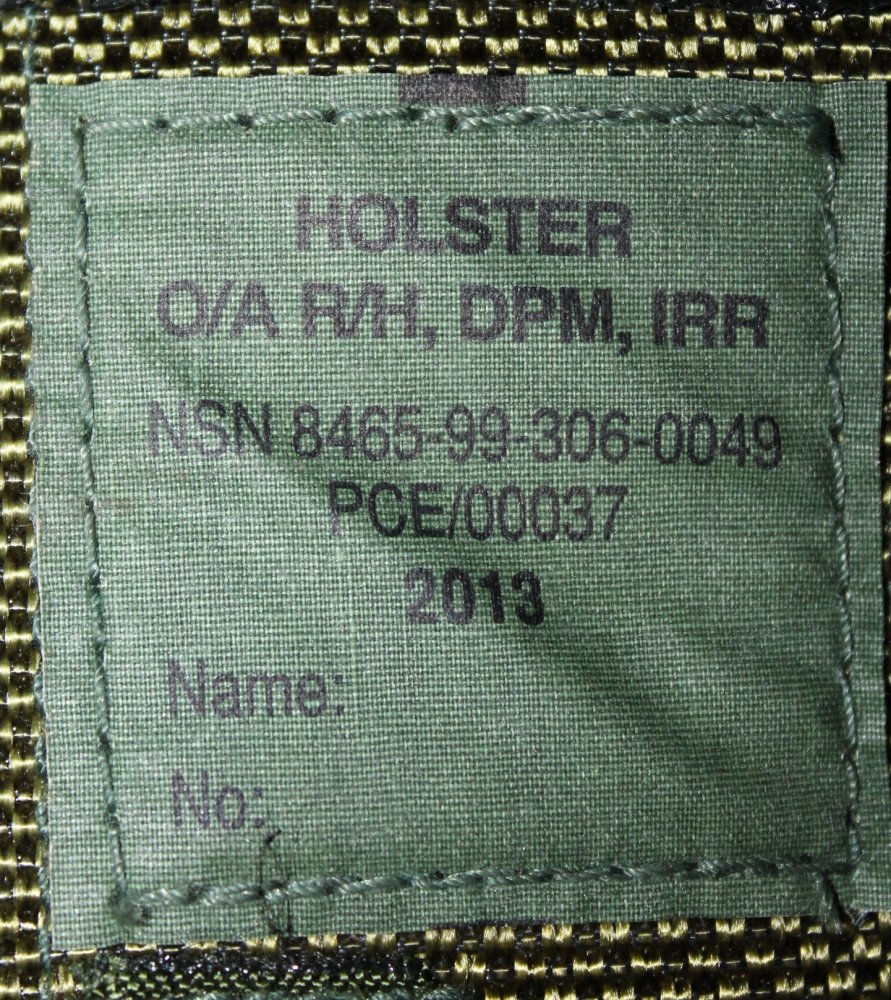 HOLSTER
O/A R/H, DPM, IRR
NSN 8465-99-306-0049
PCE/00037
2013
Name:
No: